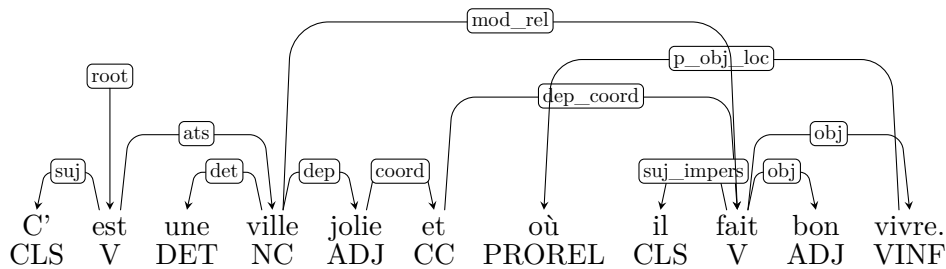 mod_rel
root
p_obj_loc
dep_coord
ats
obj
suj
det
dep
coord
suj_impers
obj
C' est une ville jolie et où il fait bon vivre.
CLS V DET NC ADJ CC PROREL CLS V ADJ VINF